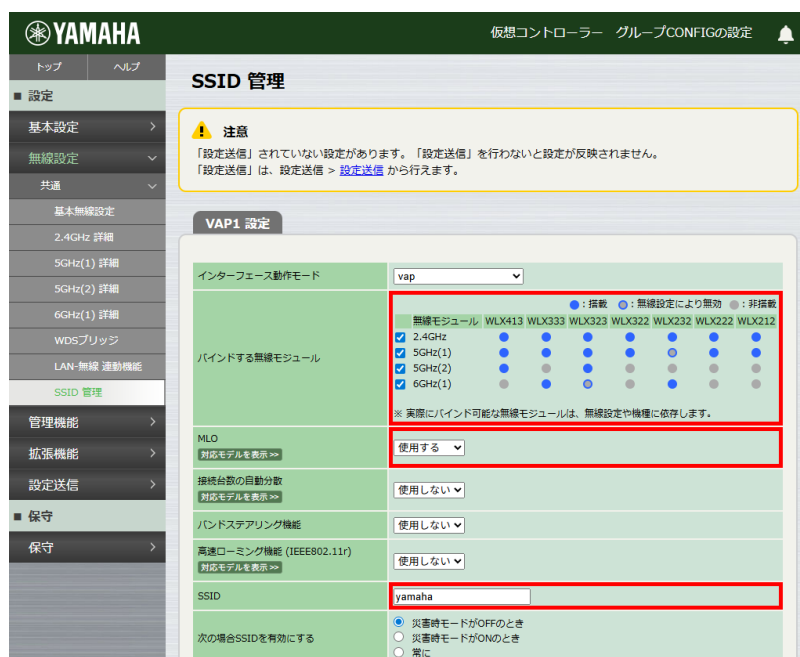 YAMAHA
仮想コントローラー グループCONFIGの設定
トップ
ヘルプ
■ 設定
基本設定
無線設定
共通
基本無線設定
2.4GHz 詳細
5GHz(1) 詳細
5GHz(2) 詳細
6GHz(1) 詳細
WDSブリッジ
LAN-無線 連動機能
SSID 管理
管理機能
拡張機能
設定送信
■ 保守
保守
SSID 管理
注意
「設定送信」されていない設定があります。「設定送信」を行わないと設定が反映されません。
「設定送信」は、設定送信 > 設定送信 から行えます。
VAP1 設定
インターフェース動作モード
vap
バインドする無線モジュール
：搭載 ：無線設定により無効 ：非搭載
無線モジュール WLX413 WLX333 WLX323 WLX322 WLX232 WLX222 WLX212
2.4GHz
5GHz(1)
5GHz(2)
6GHz(1)
※ 実際にバインド可能な無線モジュールは、無線設定や機種に依存します。
MLO
対応モデルを表示 >>
使用する
接続台数の自動分散
対応モデルを表示 >>
使用しない
バンドステアリング機能
使用しない
高速ローミング機能 (IEEE802.11r)
対応モデルを表示 >>
使用しない
SSID
yamaha
次の場合SSIDを有効にする
災害時モードがOFFのとき
災害時モードがONのとき
常に